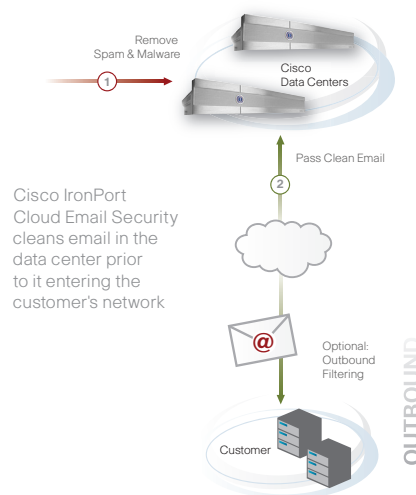 Remove
Spam & Malware
1
Cisco
Data Centers
Pass Clean Email
2
Cisco IronPort
Cloud Email Security
cleans email in the
data center prior
to it entering the
customer's network
@
Optional:
Outbound
Filtering
OUTBOUND
Customer